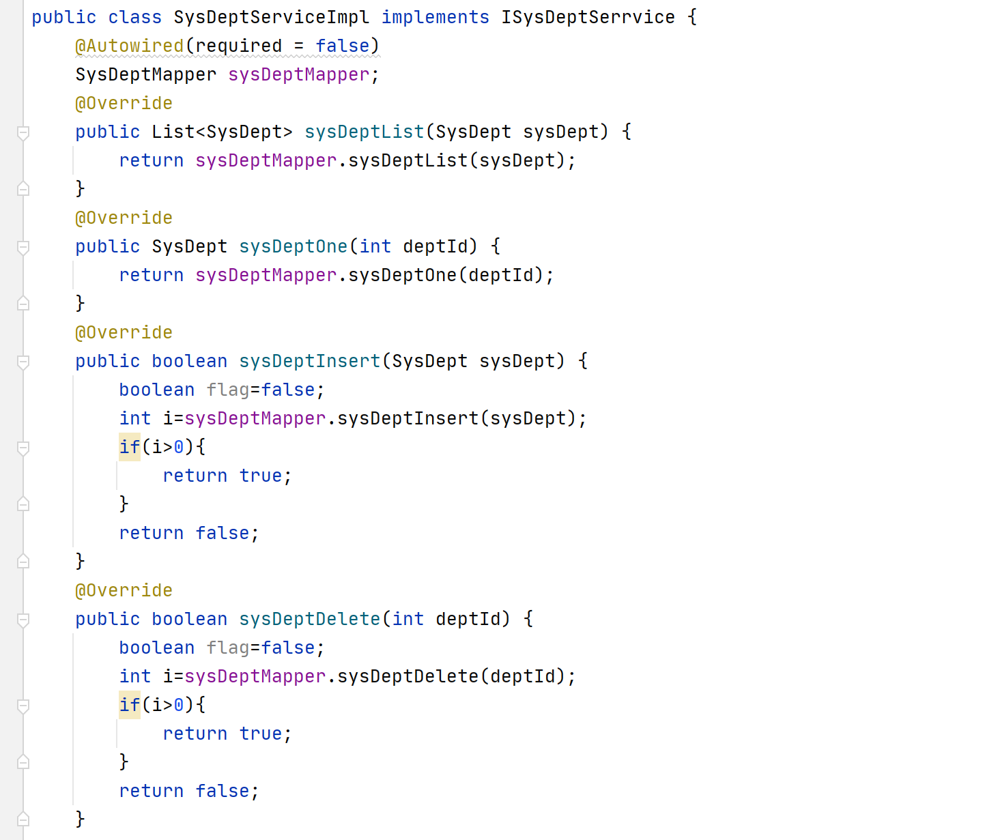 public class SysDeptServiceImpl implements ISysDeptSerrvice {
@Autowired(required = false)
SysDeptMapper sysDeptMapper;
@Override
public List<SysDept> sysDeptList(SysDept sysDept) {
return sysDeptMapper.sysDeptList(sysDept);
}
@Override
public SysDept sysDeptOne(int deptId) {
return sysDeptMapper.sysDeptOne(deptId);
}
@Override
public boolean sysDeptInsert(SysDept sysDept) {
boolean flag=false;
int i=sysDeptMapper.sysDeptInsert(sysDept);
if(i>0){
return true;
}
return false;
}
@Override
public boolean sysDeptDelete(int deptId) {
boolean flag=false;
int i=sysDeptMapper.sysDeptDelete(deptId);
if(i>0){
return true;
}
return false;
}